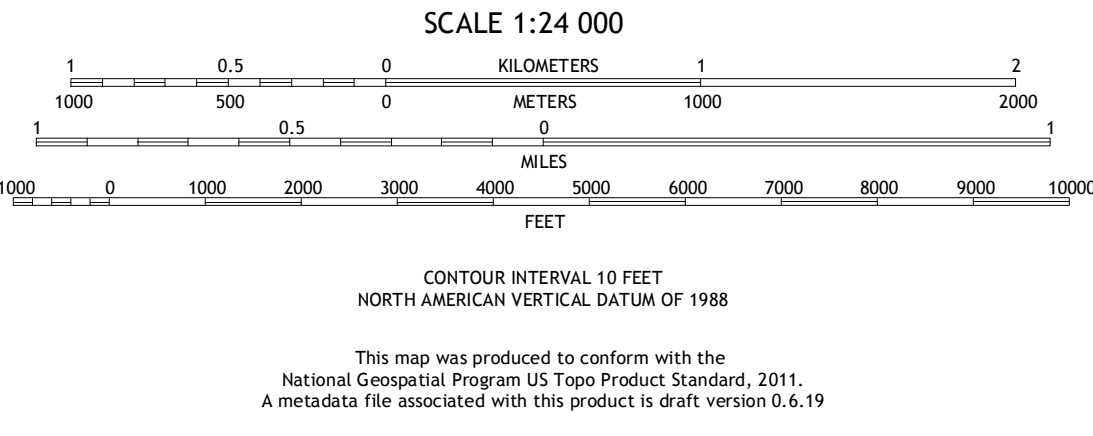 SCALE 1:24 000
1 0.5 0 KILOMETERS 1 2
1000 500 0 METERS 1000 2000
1 0.5 0 1
MILES
1000 0 1000 2000 3000 4000 5000 6000 7000 8000 9000 10000
FEET
CONTOUR INTERVAL 10 FEET
NORTH AMERICAN VERTICAL DATUM OF 1988
This map was produced to conform with the
National Geospatial Program US Topo Product Standard, 2011.
A metadata file associated with this product is draft version 0.6.19